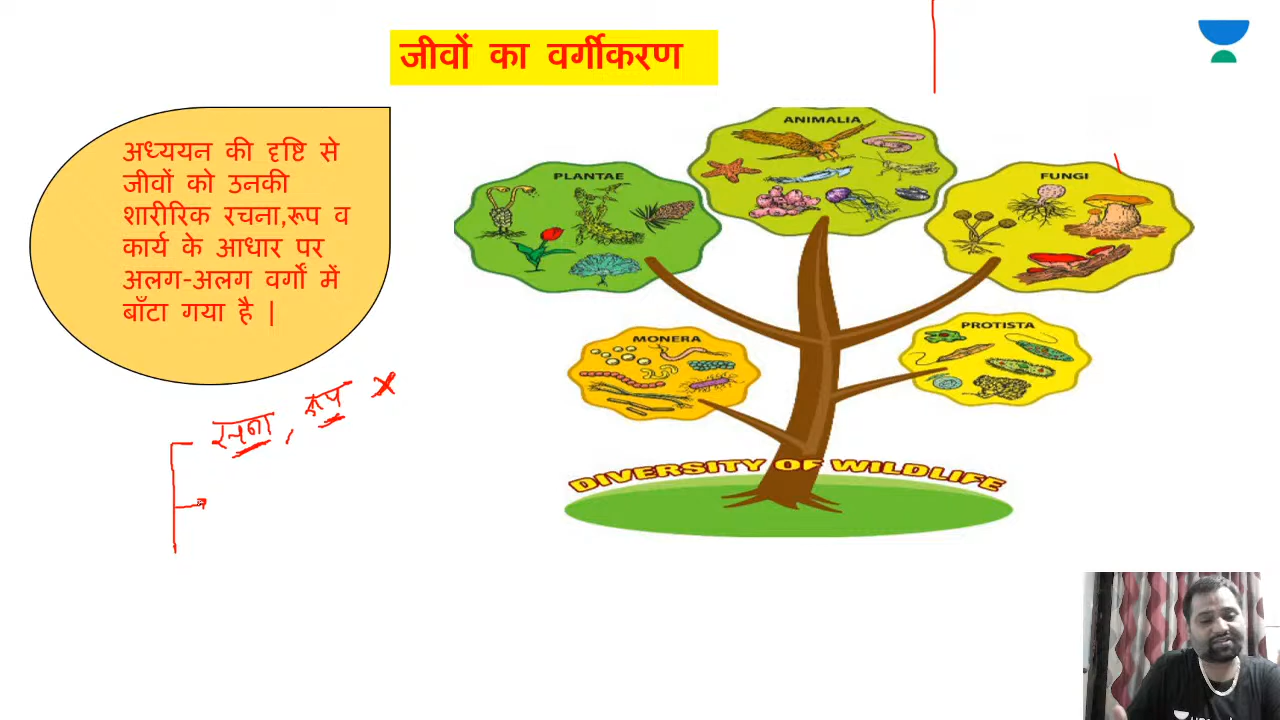 जीवों का वर्गीकरण
अध्ययन की दृष्टि से
जीवों को उनकी
शारीरिक रचना,रूप व
कार्य के आधार पर
अलग-अलग वर्गों में
बाँटा गया है |
ANIMALIA
PLANTAE
FUNGI
MONERA
PROTISTA
DIVERSITY OF WILDLIFE
रचना , रूप